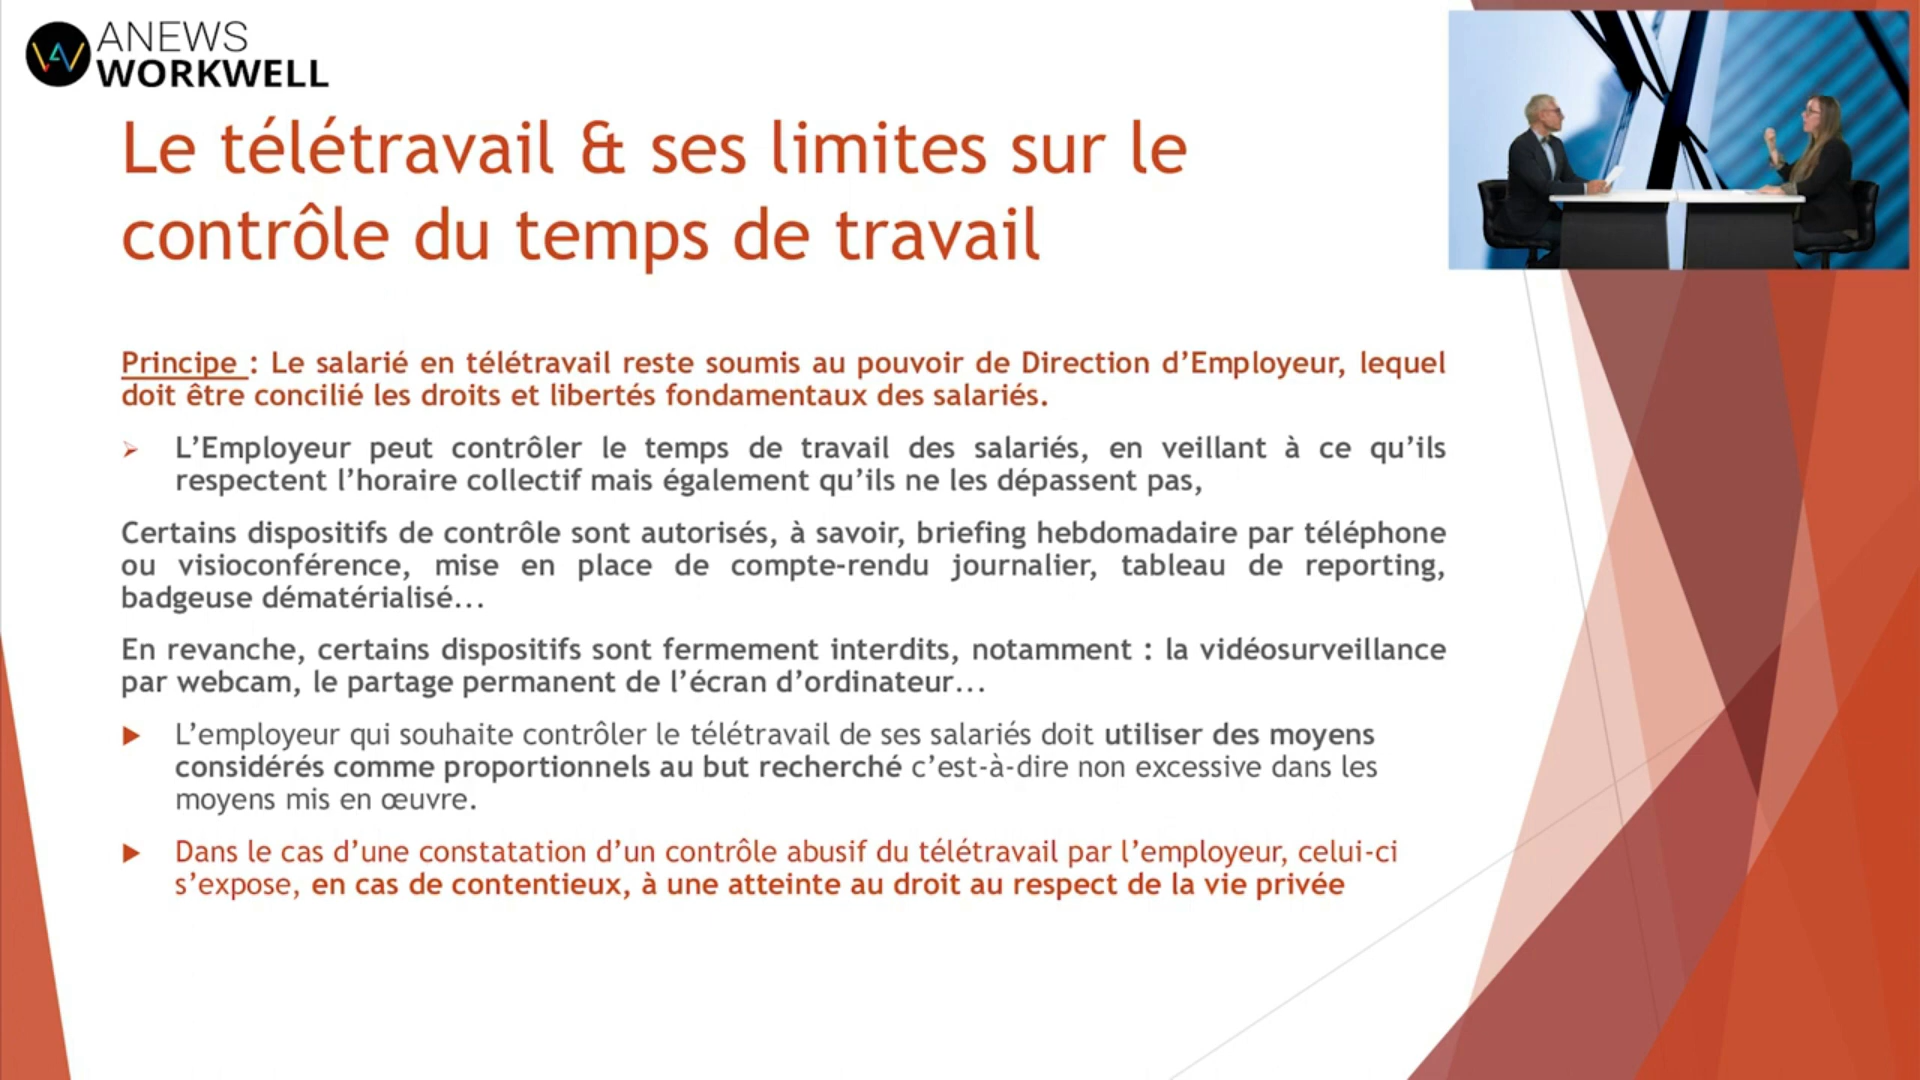 ANEWS
WORKWELL
Le télétravail & ses limites sur le
contrôle du temps de travail
Principe : Le salarié en télétravail reste soumis au pouvoir de Direction d’Employeur, lequel
doit être concilié les droits et libertés fondamentaux des salariés.
L’Employeur peut contrôler le temps de travail des salariés, en veillant à ce qu’ils
respectent l’horaire collectif mais également qu’ils ne les dépassent pas,
Certains dispositifs de contrôle sont autorisés, à savoir, briefing hebdomadaire par téléphone
ou visioconférence, mise en place de compte-rendu journalier, tableau de reporting,
badgeuse dématérialisé...
En revanche, certains dispositifs sont fermement interdits, notamment : la vidéosurveillance
par webcam, le partage permanent de l’écran d’ordinateur...
L’employeur qui souhaite contrôler le télétravail de ses salariés doit utiliser des moyens
considérés comme proportionnels au but recherché c’est-à-dire non excessive dans les
moyens mis en œuvre.
Dans le cas d’une constatation d’un contrôle abusif du télétravail par l’employeur, celui-ci
s’expose, en cas de contentieux, à une atteinte au droit au respect de la vie privée